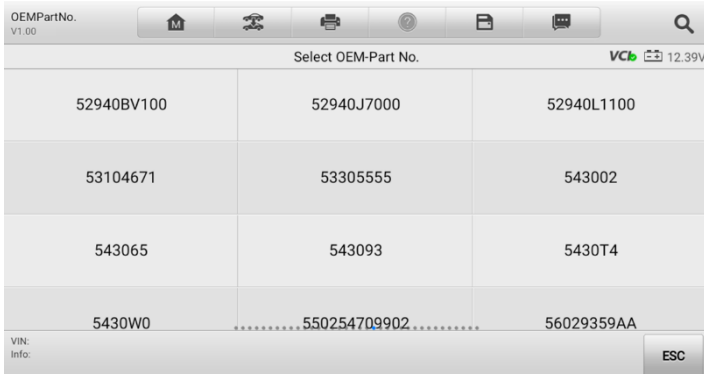 OEMPartNo.
V1.00
M
Select OEM-Part No.
VCI 12.39V
52940BV100 52940J7000 52940L1100
53104671 53305555 543002
543065 543093 5430T4
5430W0 550254709902 56029359AA
VIN:
Info:
ESC